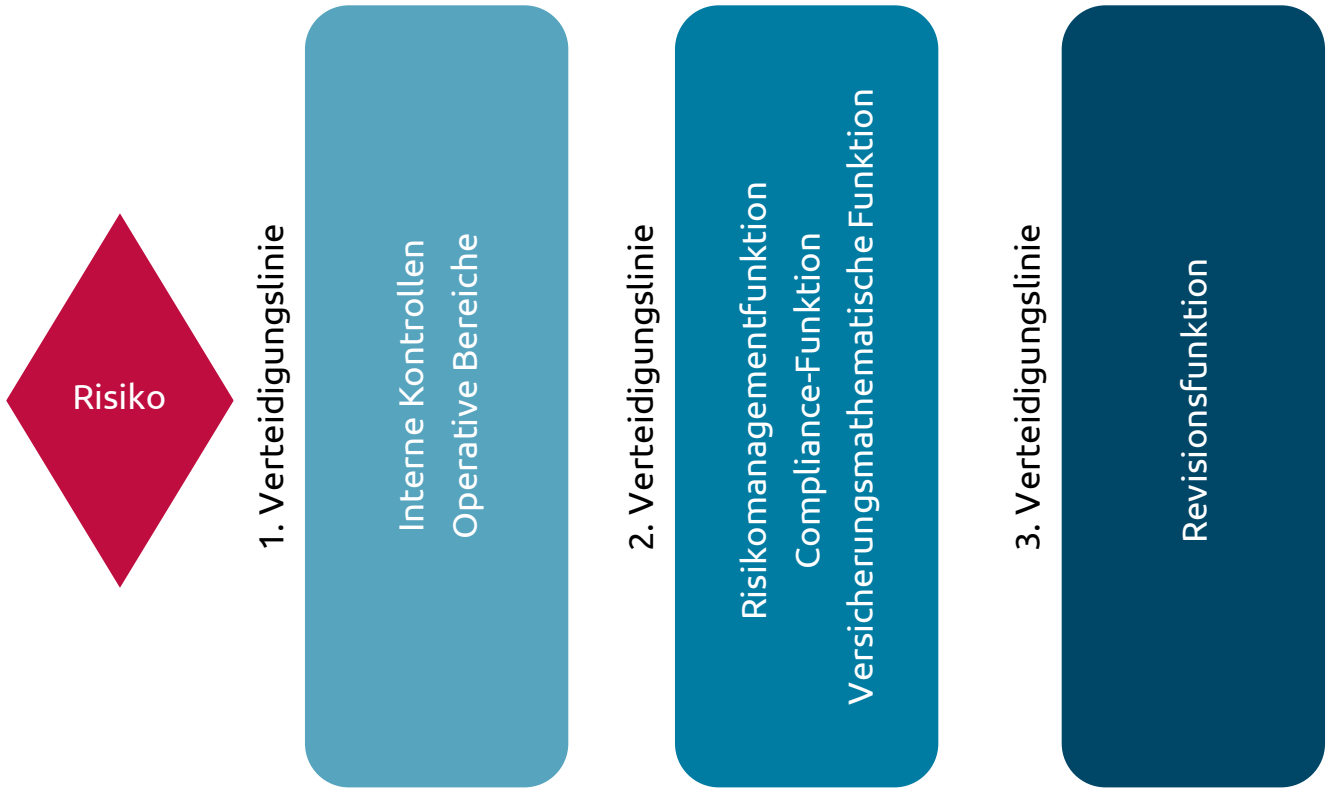 Risiko
1. Verteidigungslinie
Interne Kontrollen
Operative Bereiche
2. Verteidigungslinie
Risikomanagementfunktion
Compliance-Funktion
Versicherungsmathematische Funktion
3. Verteidigungslinie
Revisionsfunktion